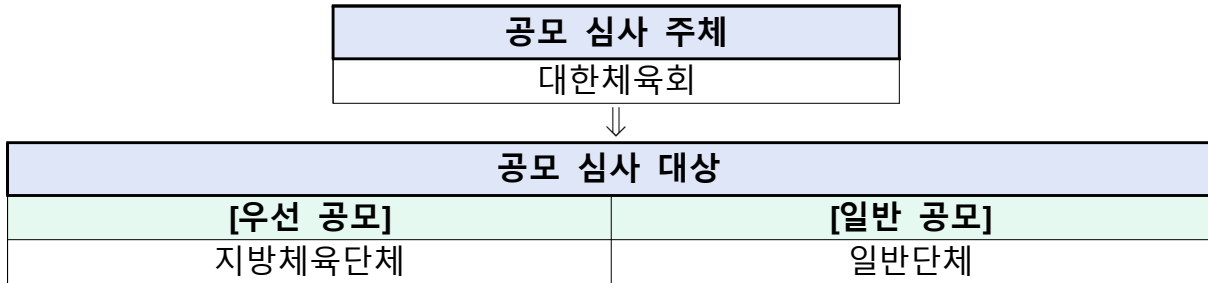 공모 심사 주체
대한체육회
⇓
공모 심사 대상
[우선 공모] [일반 공모]
지방체육단체 일반단체